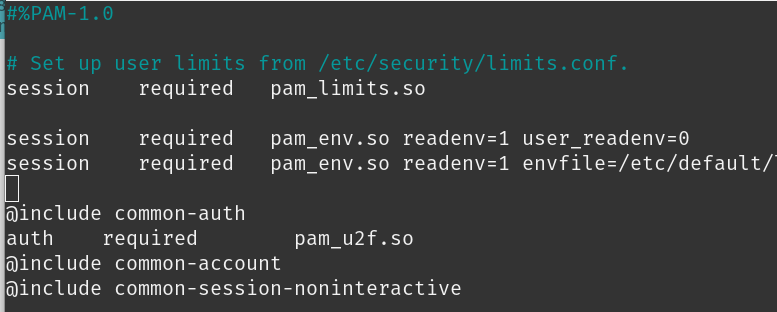 #%PAM-1.0
# Set up user limits from /etc/security/limits.conf.
session    required   pam_limits.so
session    required   pam_env.so readenv=1 user_readenv=0
session    required   pam_env.so readenv=1 envfile=/etc/default/
@include common-auth
auth    required        pam_u2f.so
@include common-account
@include common-session-noninteractive